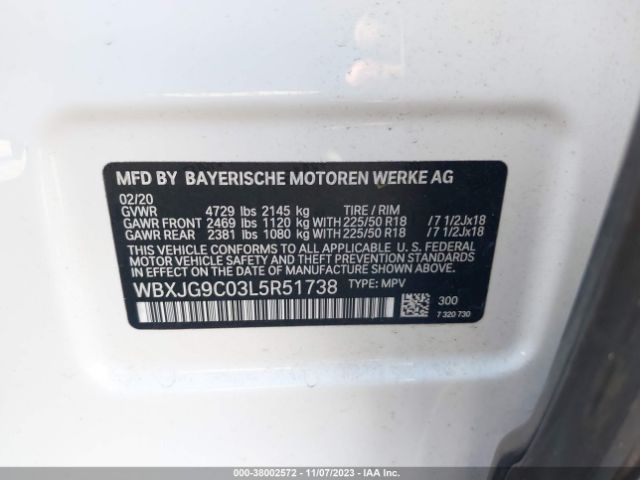 MFD BY BAYERISCHE MOTOREN WERKE AG
02/20
GVWR 4729 lbs 2145 kg TIRE / RIM
GAWR FRONT 2469 lbs 1120 kg WITH 225/50 R18 /7 1/2Jx18
GAWR REAR 2381 lbs 1080 kg WITH 225/50 R18 /7 1/2Jx18
THIS VEHICLE CONFORMS TO ALL APPLICABLE U. S. FEDERAL
MOTOR VEHICLE SAFETY AND THEFT PREVENTION STANDARDS
IN EFFECT ON THE DATE OF MANUFACTURE SHOWN ABOVE.
WBXJG9C03L5R51738 TYPE: MPV
300
7 320 730
000-38002572 — 11/07/2023 — IAA Inc.